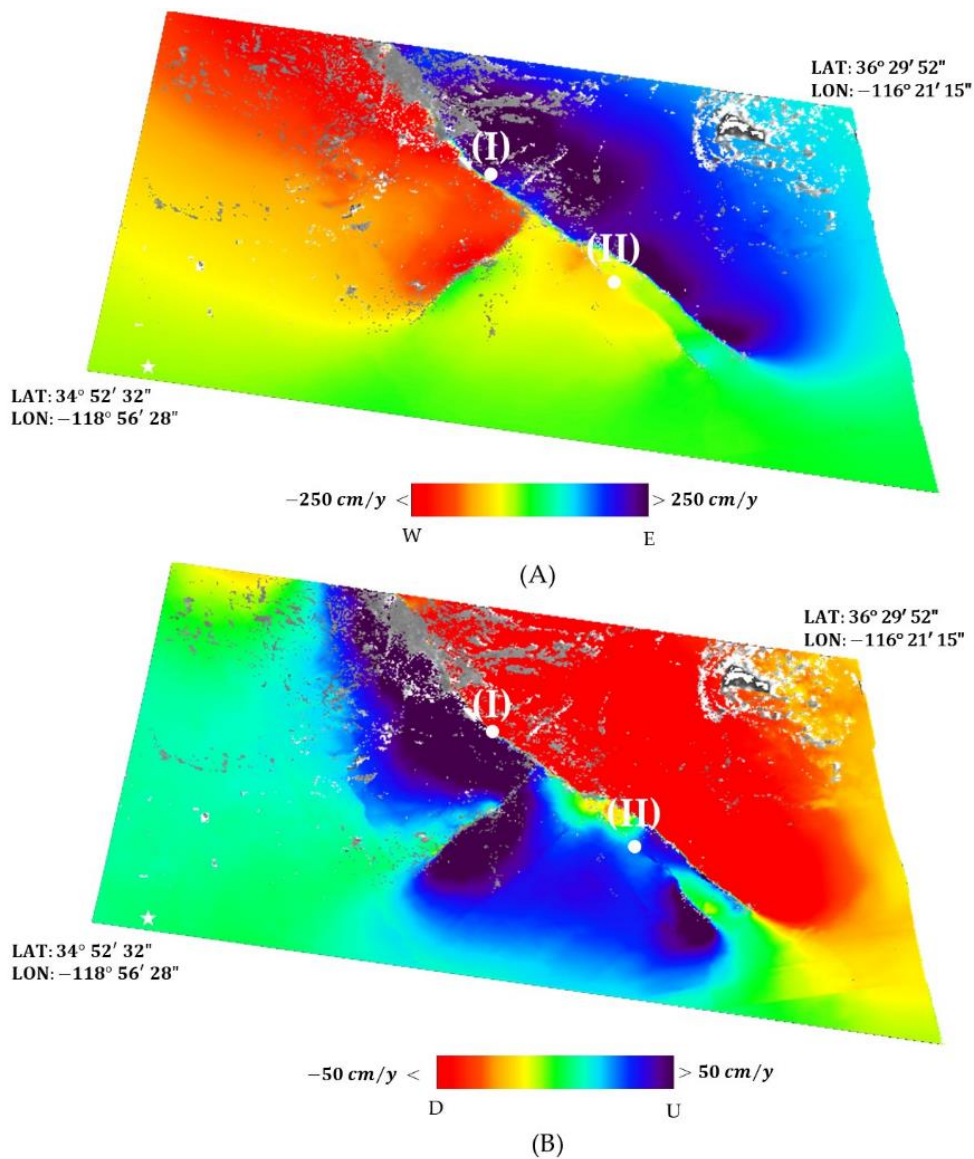 LAT: 36° 29′ 52"
LON: −116° 21′ 15"
(I)
(II)
LAT: 34° 52′ 32"
LON: −118° 56′ 28"
−250 cm/y < > 250 cm/y
W E
(A)
LAT: 36° 29′ 52"
LON: −116° 21′ 15"
(I)
(II)
LAT: 34° 52′ 32"
LON: −118° 56′ 28"
−50 cm/y < > 50 cm/y
D U
(B)